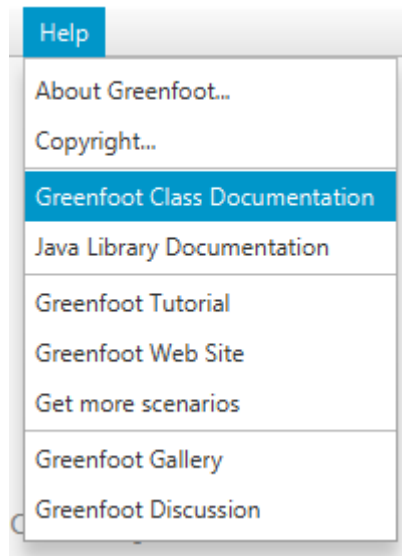 Help
About Greenfoot...
Copyright...
Greenfoot Class Documentation
Java Library Documentation
Greenfoot Tutorial
Greenfoot Web Site
Get more scenarios
Greenfoot Gallery
Greenfoot Discussion